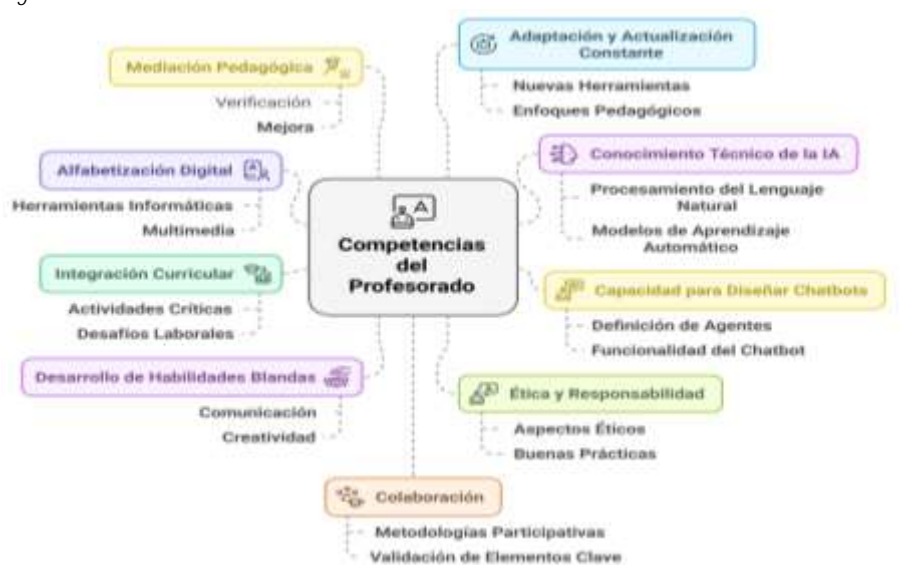 Adaptación y Actualización
Constante
Nuevas Herramientas
Enfoques Pedagógicos
Mediación Pedagógica
Verificación
Mejora
Conocimiento Técnico de la IA
Procesamiento del Lenguaje
Natural
Modelos de Aprendizaje
Automático
Alfabetización Digital
Herramientas Informáticas
Multimedia
Competencias
del
Profesorado
Integración Curricular
Actividades Críticas
Desafíos Laborales
Capacidad para Diseñar Chatbots
Definición de Agentes
Funcionalidad del Chatbot
Desarrollo de Habilidades Blandas
Comunicación
Creatividad
Ética y Responsabilidad
Aspectos Éticos
Buenas Prácticas
Colaboración
Metodologías Participativas
Validación de Elementos Clave